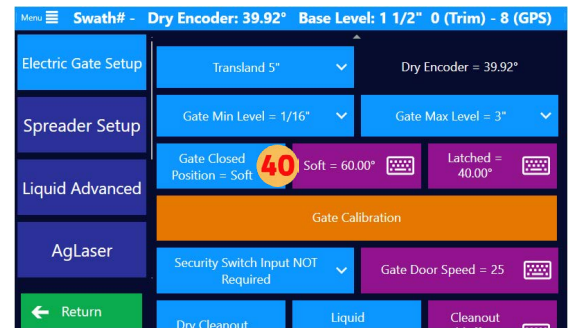 Menu Swath# - Dry Encoder: 39.92° Base Level: 1 1/2" 0 (Trim) - 8 (GPS)
Electric Gate Setup
Transland 5"
Dry Encoder = 39.92°
Spreader Setup
Gate Min Level = 1/16"
Gate Max Level = 3"
Liquid Advanced
Gate Closed
Position = Soft
40
Soft = 60.00°
Latched =
40.00°
Gate Calibration
AgLaser
Security Switch Input NOT
Required
Gate Door Speed = 25
Return
Dry Cleanout
Liquid
Cleanout